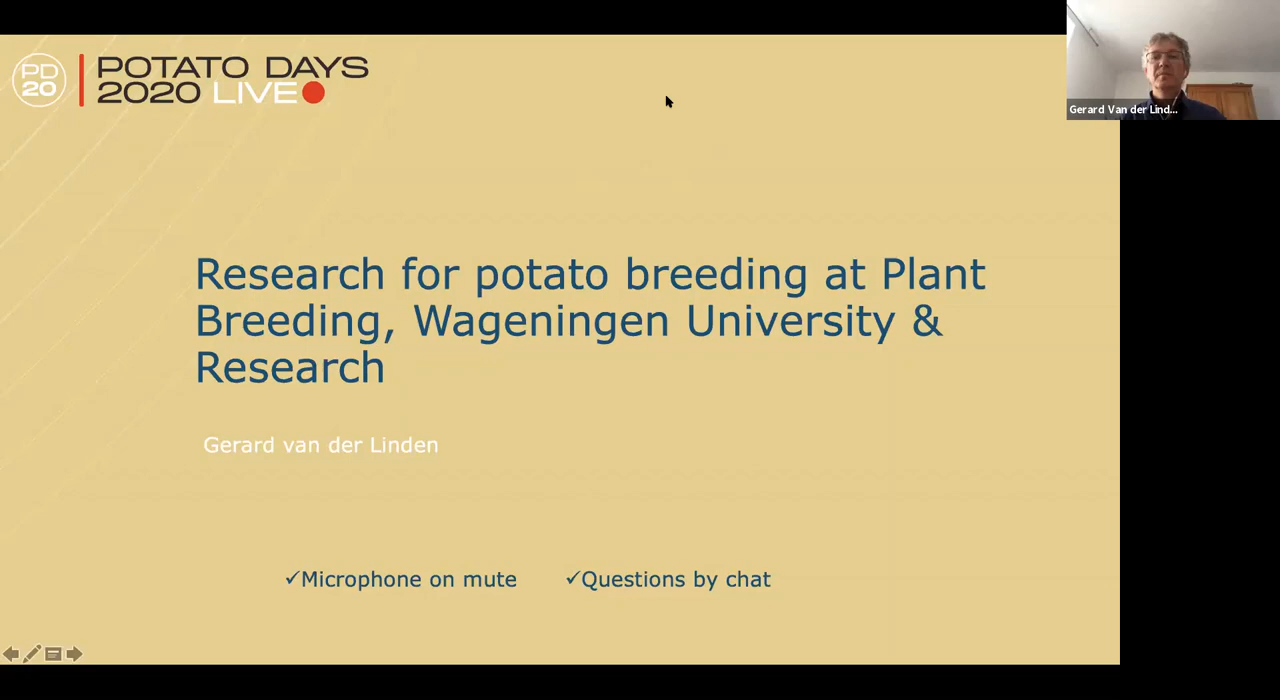 PD
20
POTATO DAYS
2020 LIVE
Gerard Van der Lind...
Research for potato breeding at Plant
Breeding, Wageningen University &
Research
Gerard van der Linden
✓Microphone on mute ✓Questions by chat